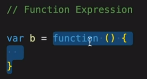 // Function Expression
var b = function () {
}